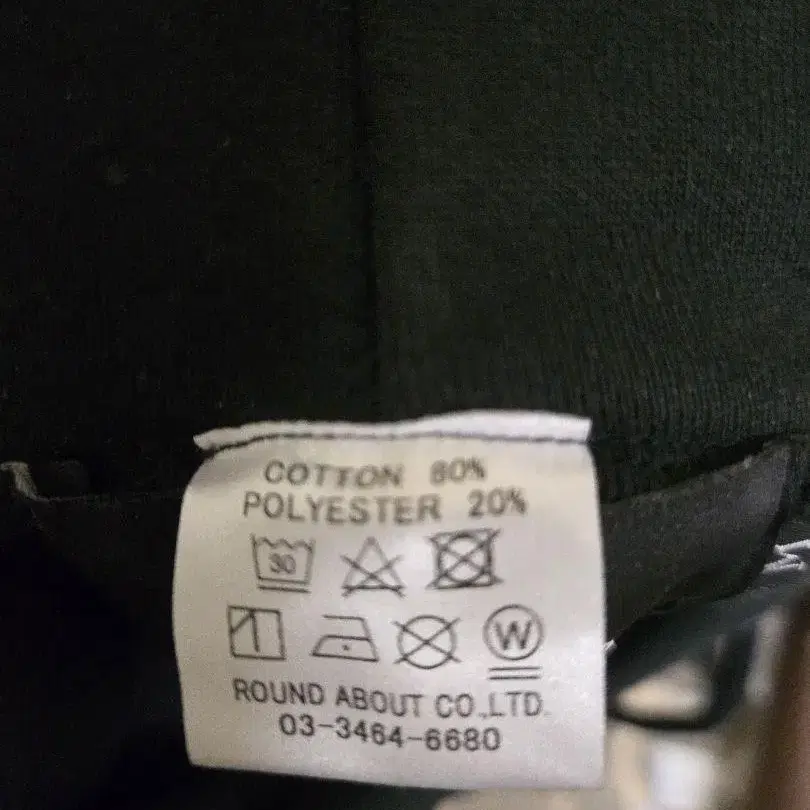 COTTON 80%
POLYESTER 20%
30
W
ROUND ABOUT CO.,LTD.
03-3464-6680